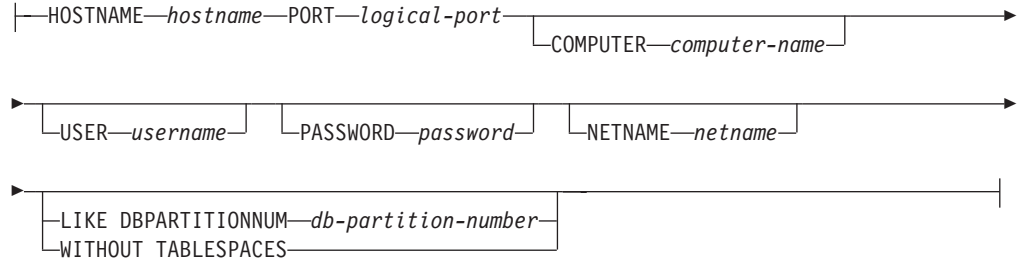 HOSTNAME hostname PORT logical-port
COMPUTER computer-name
USER username PASSWORD password NETNAME netname
LIKE DBPARTITIONNUM db-partition-number
WITHOUT TABLESPACES